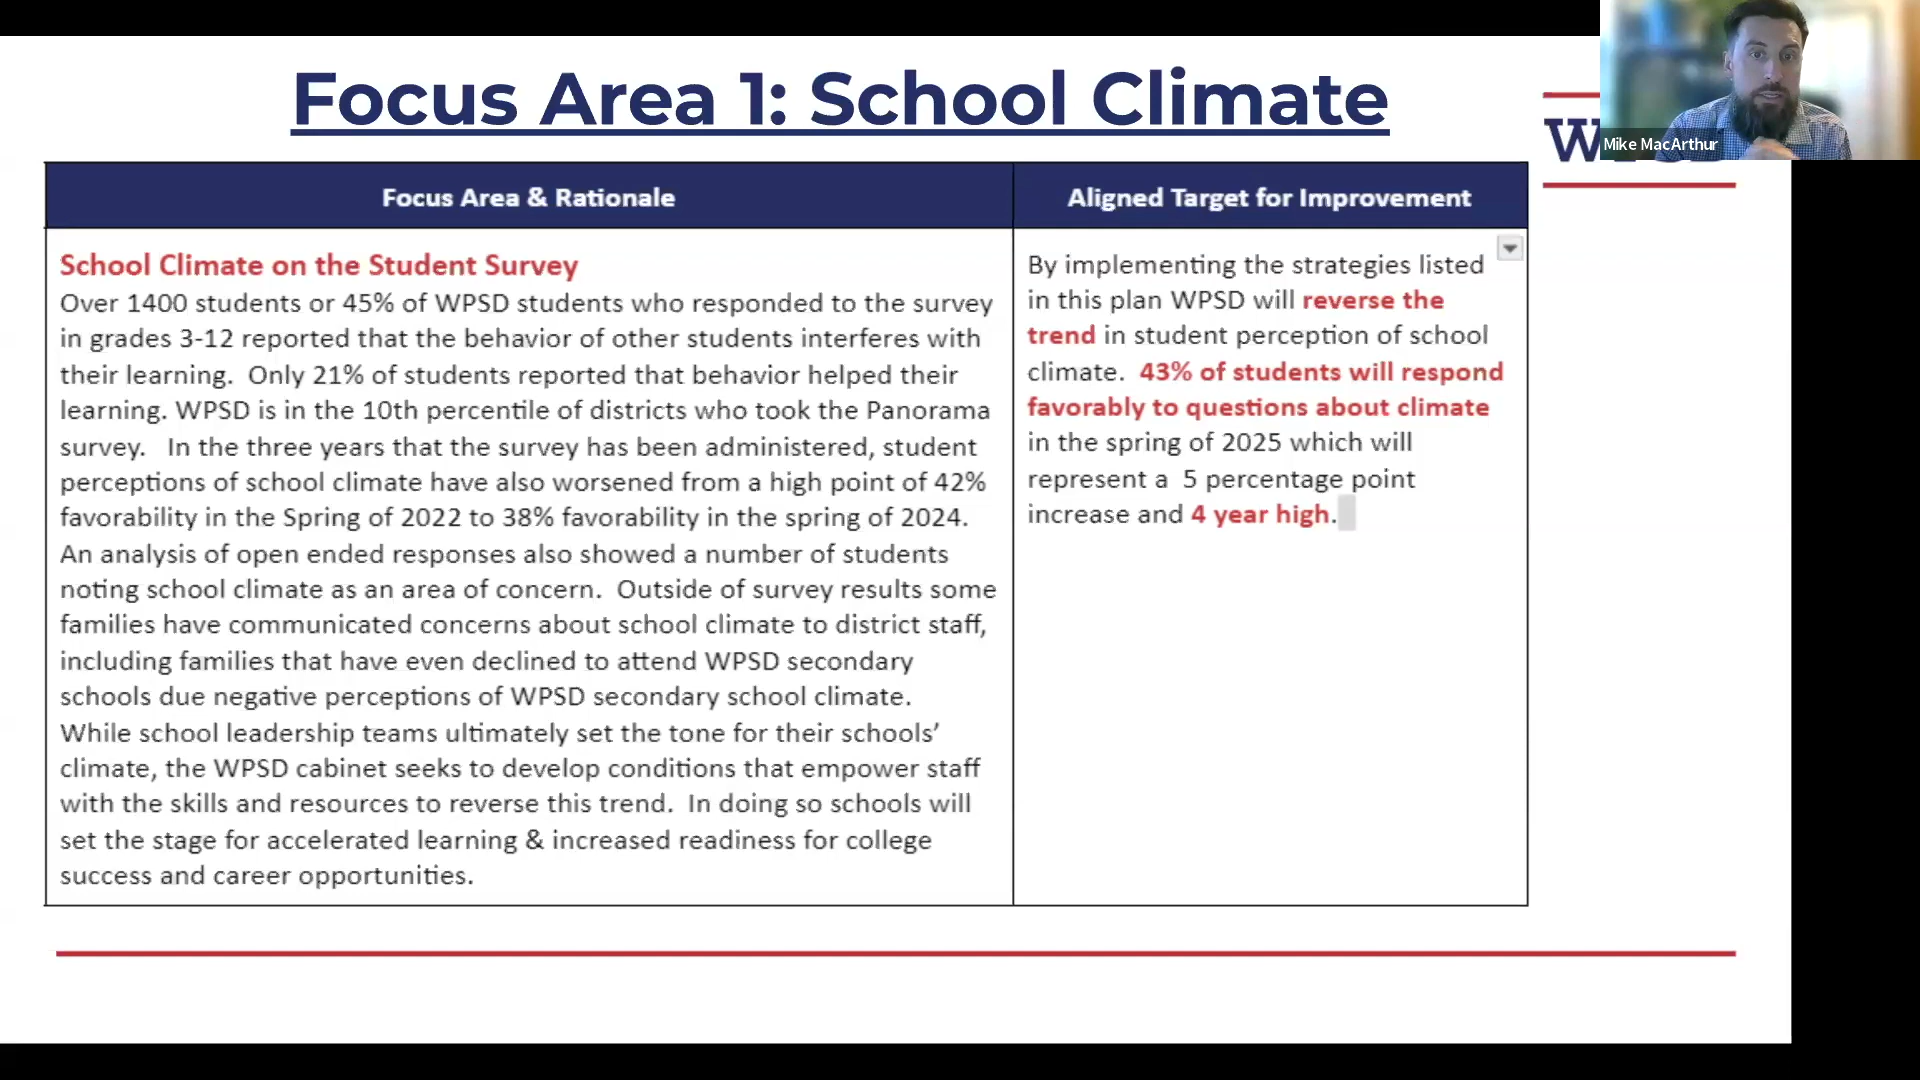 Focus Area 1: School Climate
W
Mike MacArthur
Focus Area & Rationale
Aligned Target for Improvement
School Climate on the Student Survey
Over 1400 students or 45% of WPSD students who responded to the survey
in grades 3-12 reported that the behavior of other students interferes with
their learning.  Only 21% of students reported that behavior helped their
learning. WPSD is in the 10th percentile of districts who took the Panorama
survey.   In the three years that the survey has been administered, student
perceptions of school climate have also worsened from a high point of 42%
favorability in the Spring of 2022 to 38% favorability in the spring of 2024.
An analysis of open ended responses also showed a number of students
noting school climate as an area of concern.  Outside of survey results some
families have communicated concerns about school climate to district staff,
including families that have even declined to attend WPSD secondary
schools due negative perceptions of WPSD secondary school climate.
While school leadership teams ultimately set the tone for their schools’
climate, the WPSD cabinet seeks to develop conditions that empower staff
with the skills and resources to reverse this trend.  In doing so schools will
set the stage for accelerated learning & increased readiness for college
success and career opportunities.
By implementing the strategies listed
in this plan WPSD will reverse the
trend in student perception of school
climate.  43% of students will respond
favorably to questions about climate
in the spring of 2025 which will
represent a  5 percentage point
increase and 4 year high.